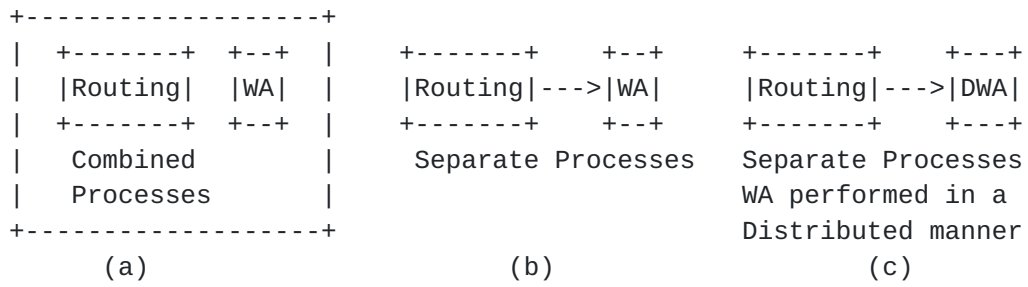 +-------------------+
|  +-------+  +--+  |    +-------+    +--+    +-------+    +---+
|  |Routing|  |WA|  |    |Routing|--->|WA|    |Routing|--->|DWA|
|  +-------+  +--+  |    +-------+    +--+    +-------+    +---+
|   Combined        |     Separate Processes   Separate Processes
|   Processes       |                          WA performed in a
+-------------------+                          Distributed manner
      (a)                       (b)                    (c)